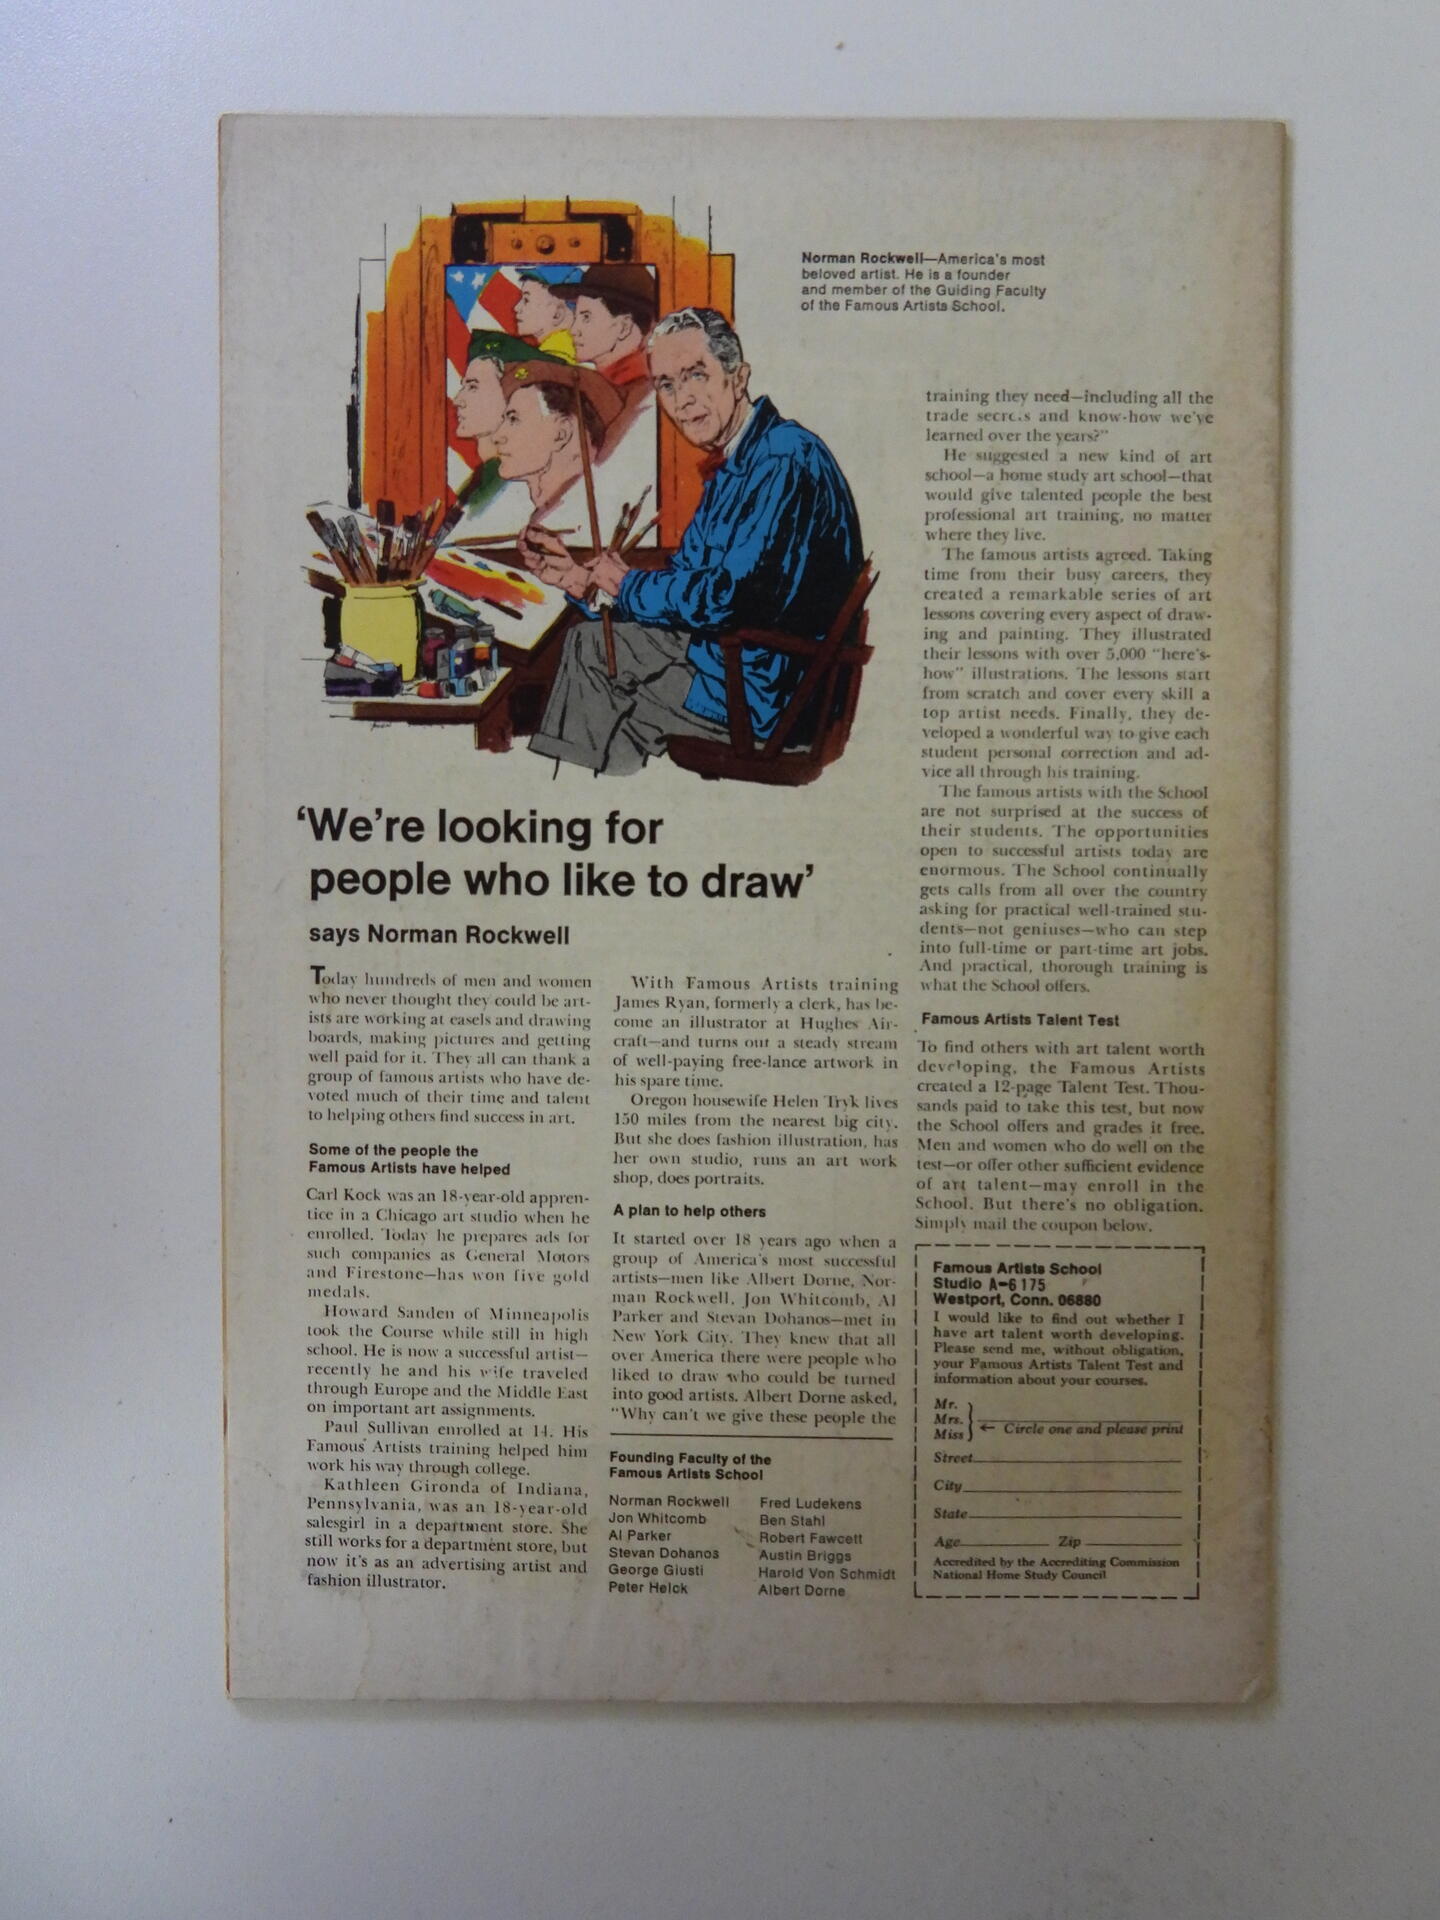 Norman Rockwell—America's most
beloved artist. He is a founder
and member of the Guiding Faculty
of the Famous Artists School.
'We're looking for
people who like to draw'
says Norman Rockwell
Today hundreds of men and women
who never thought they could be art-
ists are working at easels and drawing
boards, making pictures and getting
well paid for it. They all can thank a
group of famous artists who have de-
voted much of their time and talent
to helping others find success in art.
Some of the people the
Famous Artists have helped
Carl Kock was an 18-year-old appren-
tice in a Chicago art studio when he
enrolled. Today he prepares ads for
such companies as General Motors
and Firestone—has won five gold
medals.
Howard Sanden of Minneapolis
took the Course while still in high
school. He is now a successful artist—
recently he and his wife traveled
through Europe and the Middle East
on important art assignments.
Paul Sullivan enrolled at 14. His
Famous Artists training helped him
work his way through college.
Kathleen Gironda of Indiana,
Pennsylvania, was an 18-year-old
salesgirl in a department store. She
still works for a department store, but
now it's as an advertising artist and
fashion illustrator.
With Famous Artists training
James Ryan, formerly a clerk, has be-
come an illustrator at Hughes Air-
craft—and turns out a steady stream
of well-paying free-lance artwork in
his spare time.
Oregon housewife Helen Tryk lives
150 miles from the nearest big city.
But she does fashion illustration, has
her own studio, runs an art work
shop, does portraits.
A plan to help others
It started over 18 years ago when a
group of America's most successful
artists—men like Albert Dorne, Nor-
man Rockwell, Jon Whitcomb, Al
Parker and Stevan Dohanos—met in
New York City. They knew that all
over America there were people who
liked to draw who could be turned
into good artists. Albert Dorne asked,
"Why can't we give these people the
Founding Faculty of the
Famous Artists School
Norman Rockwell
Jon Whitcomb
Al Parker
Stevan Dohanos
George Giusti
Peter Helck
Fred Ludekens
Ben Stahl
Robert Fawcett
Austin Briggs
Harold Von Schmidt
Albert Dorne
training they need—including all the
trade secrets and know-how we've
learned over the years?"
He suggested a new kind of art
school—a home study art school—that
would give talented people the best
professional art training, no matter
where they live.
The famous artists agreed. Taking
time from their busy careers, they
created a remarkable series of art
lessons covering every aspect of draw-
ing and painting. They illustrated
their lessons with over 5,000 "here's-
how" illustrations. The lessons start
from scratch and cover every skill a
top artist needs. Finally, they de-
veloped a wonderful way to give each
student personal correction and ad-
vice all through his training.
The famous artists with the School
are not surprised at the success of
their students. The opportunities
open to successful artists today are
enormous. The School continually
gets calls from all over the country
asking for practical well-trained stu-
dents—not geniuses—who can step
into full-time or part-time art jobs.
And practical, thorough training is
what the School offers.
Famous Artists Talent Test
To find others with art talent worth
developing, the Famous Artists
created a 12-page Talent Test. Thou-
sands paid to take this test, but now
the School offers and grades it free.
Men and women who do well on the
test—or offer other sufficient evidence
of art talent—may enroll in the
School. But there's no obligation.
Simply mail the coupon below.
Famous Artists School
Studio A-6175
Westport, Conn. 06880
I would like to find out whether I
have art talent worth developing.
Please send me, without obligation,
your Famous Artists Talent Test and
information about your courses.
Mr.
Mrs.
Miss
← Circle one and please print
Street
City
State
Age Zip
Accredited by the Accrediting Commission
National Home Study Council